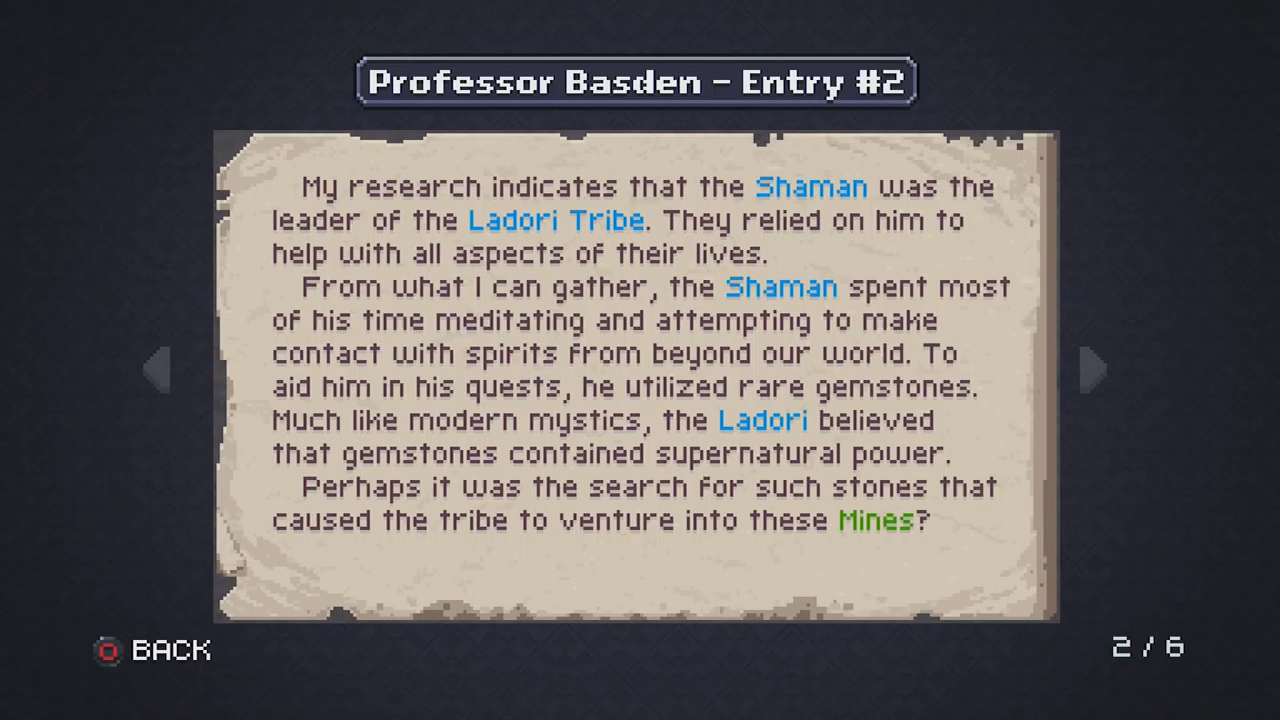 Professor Basden - Entry #2
My research indicates that the Shaman was the
leader of the Ladori Tribe. They relied on him to
help with all aspects of their lives.
From what I can gather, the Shaman spent most
of his time meditating and attempting to make
contact with spirits from beyond our world. To
aid him in his quests, he utilized rare gemstones.
Much like modern mystics, the Ladori believed
that gemstones contained supernatural power.
Perhaps it was the search for such stones that
caused the tribe to venture into these Mines?
BACK
2 / 6